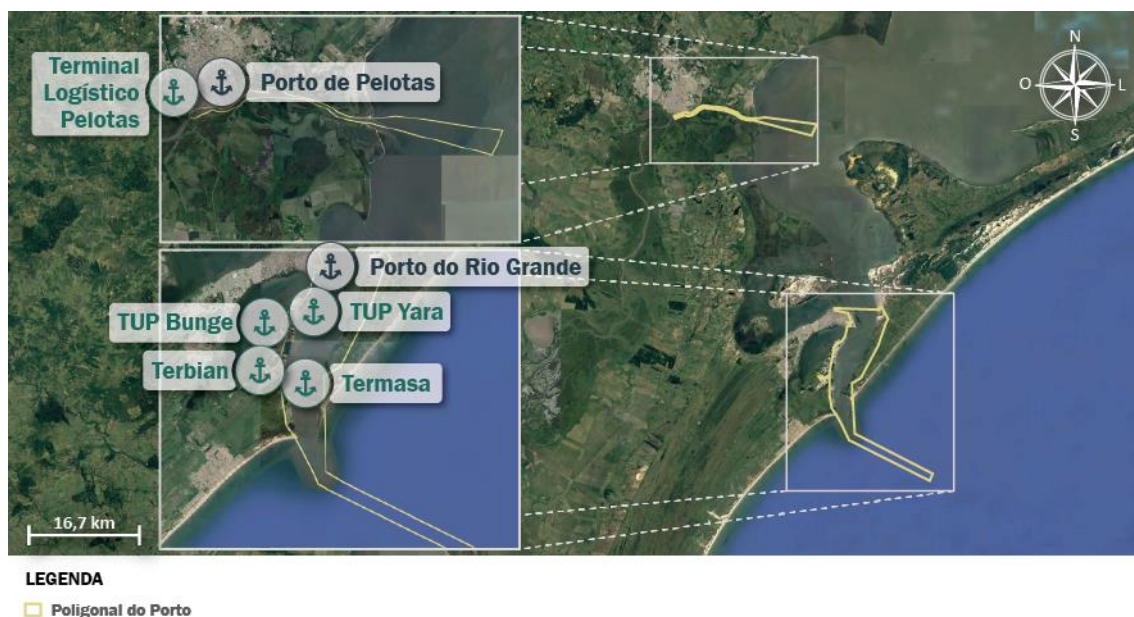 Terminal
Logístico
Pelotas
Porto de Pelotas
Porto do Rio Grande
TUP Bunge
TUP Yara
Terbian
Termasa
N
O
L
S
16,7 km
LEGENDA
Poligonal do Porto